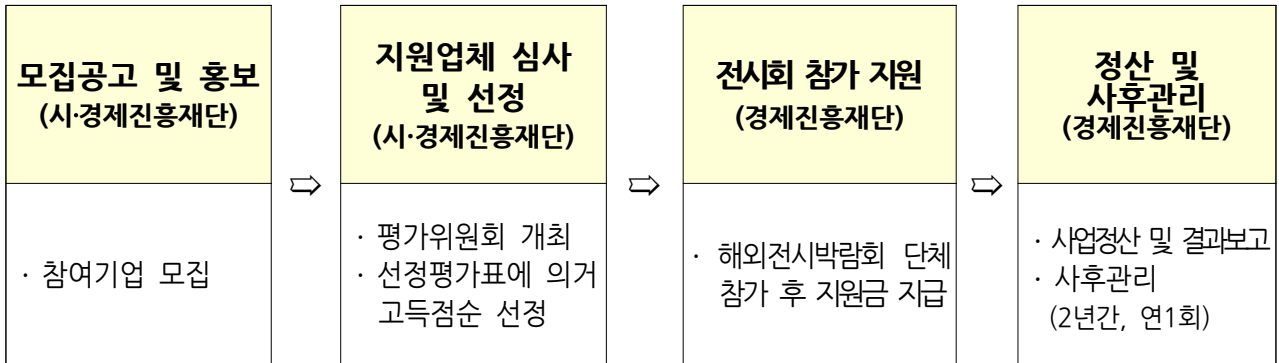 모집공고 및 홍보
(시·경제진흥재단)
· 참여기업 모집
⇨
지원업체 심사
및 선정
(시·경제진흥재단)
· 평가위원회 개최
· 선정평가표에 의거
고득점순 선정
⇨
전시회 참가 지원
(경제진흥재단)
· 해외전시박람회 단체
참가 후 지원금 지급
⇨
정산 및
사후관리
(경제진흥재단)
· 사업정산 및 결과보고
· 사후관리
(2년간, 연1회)